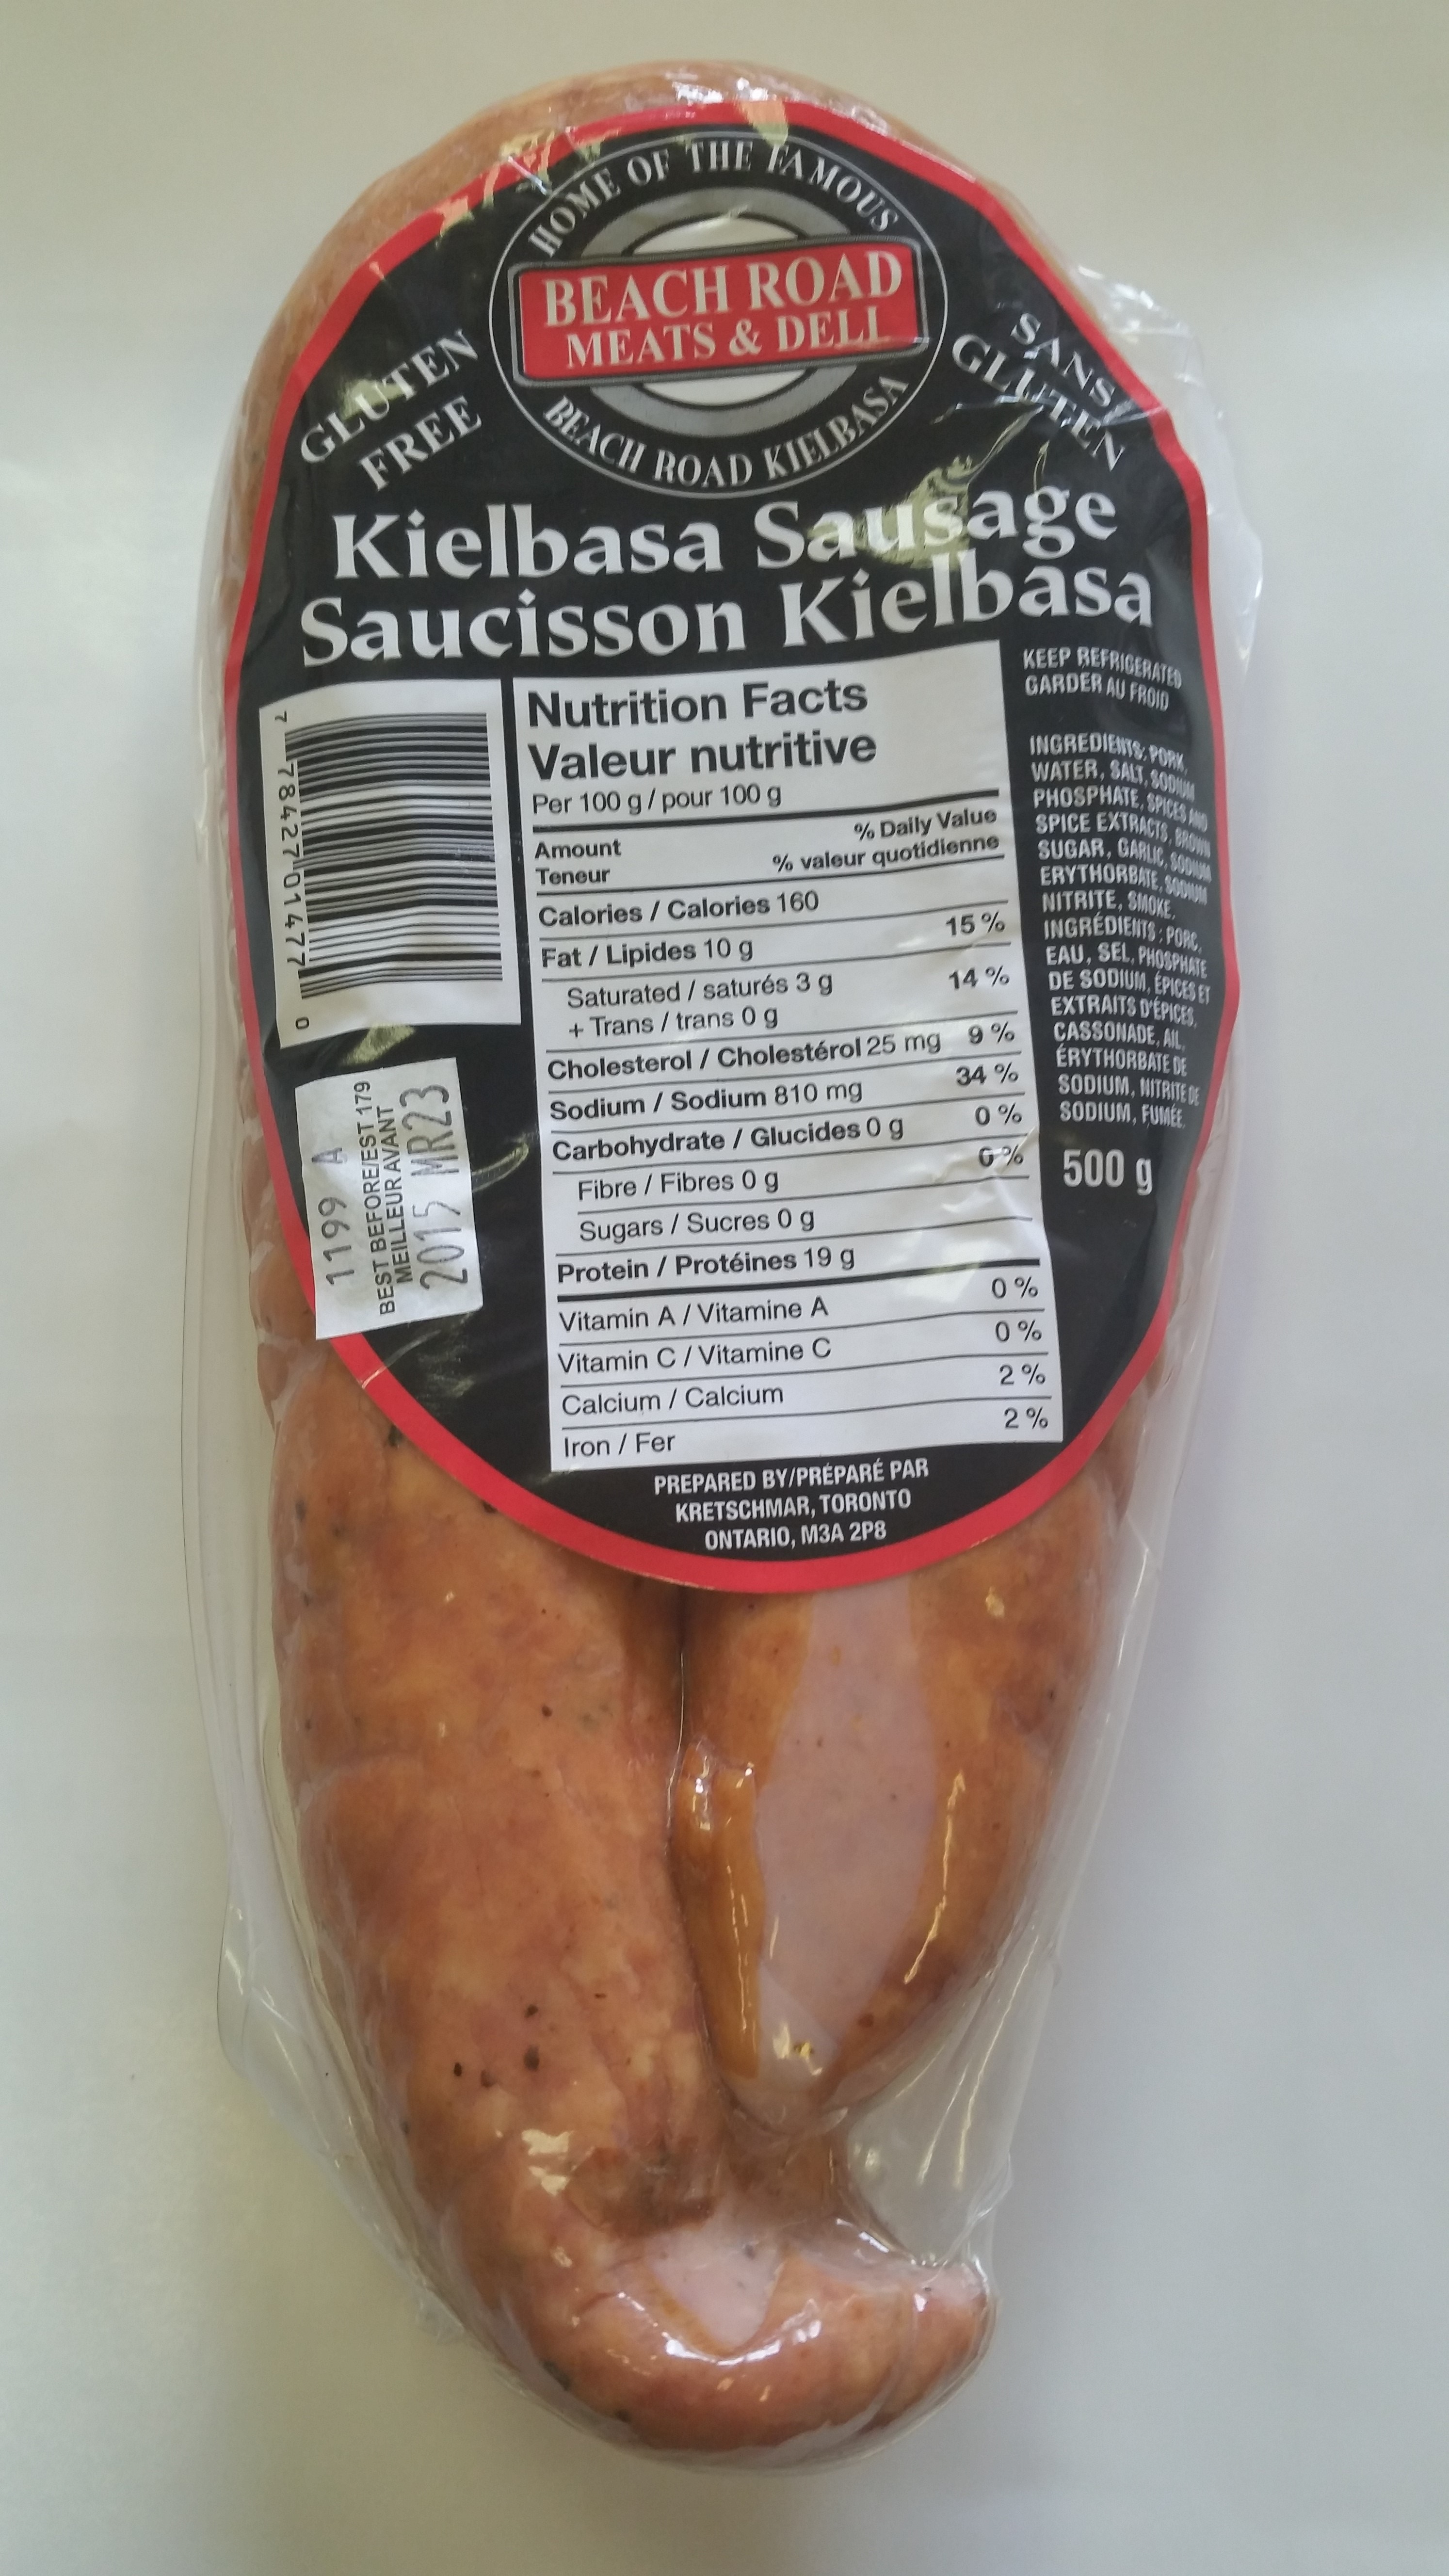 HOME OF THE FAMOUS
BEACH ROAD
MEATS & DELI
BEACH ROAD KIELBASA
GLUTEN
FREE
SANS
GLUTEN
Kielbasa Sausage
Saucisson Kielbasa
7 78427 01477 0
1199 A
BEST BEFORE/EST 179
MEILLEUR AVANT
2015 MR23
Nutrition Facts
Valeur nutritive
Per 100 g / pour 100 g
Amount % Daily Value
Teneur % valeur quotidienne
Calories / Calories 160
Fat / Lipides 10 g 15 %
Saturated / saturés 3 g 14 %
+ Trans / trans 0 g
Cholesterol / Cholestérol 25 mg 9 %
Sodium / Sodium 810 mg 34 %
Carbohydrate / Glucides 0 g 0 %
Fibre / Fibres 0 g 0 %
Sugars / Sucres 0 g
Protein / Protéines 19 g
Vitamin A / Vitamine A 0 %
Vitamin C / Vitamine C 0 %
Calcium / Calcium 2 %
Iron / Fer 2 %
KEEP REFRIGERATED
GARDER AU FROID
INGREDIENTS: PORK,
WATER, SALT, SODIUM
PHOSPHATE, SPICES AND
SPICE EXTRACTS, BROWN
SUGAR, GARLIC, SODIUM
ERYTHORBATE, SODIUM
NITRITE, SMOKE.
INGRÉDIENTS : PORC,
EAU, SEL, PHOSPHATE
DE SODIUM, ÉPICES ET
EXTRAITS D'ÉPICES,
CASSONADE, AIL,
ÉRYTHORBATE DE
SODIUM, NITRITE DE
SODIUM, FUMÉE.
500 g
PREPARED BY/PRÉPARÉ PAR
KRETSCHMAR, TORONTO
ONTARIO, M3A 2P8